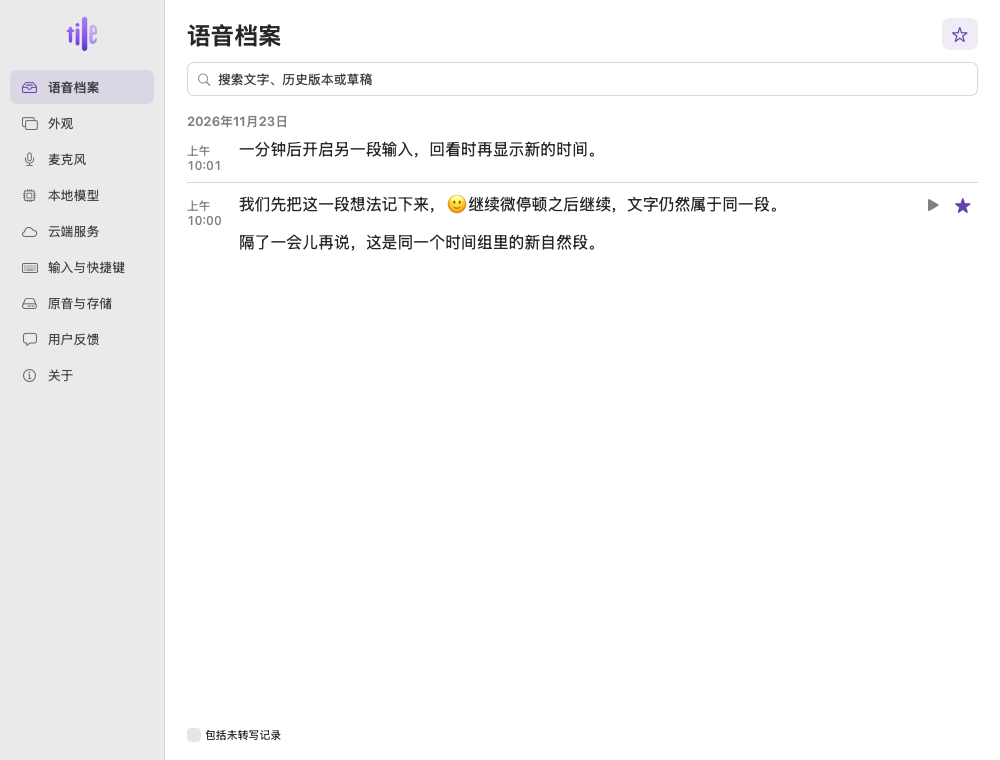 tile
语音档案
外观
麦克风
本地模型
云端服务
输入与快捷键
原音与存储
用户反馈
关于
语音档案
搜索文字、历史版本或草稿
2026年11月23日
上午
10:01
一分钟后开启另一段输入，回看时再显示新的时间。
上午
10:00
我们先把这一段想法记下来，🙂继续微停顿之后继续，文字仍然属于同一段。
隔了一会儿再说，这是同一个时间组里的新自然段。
包括未转写记录